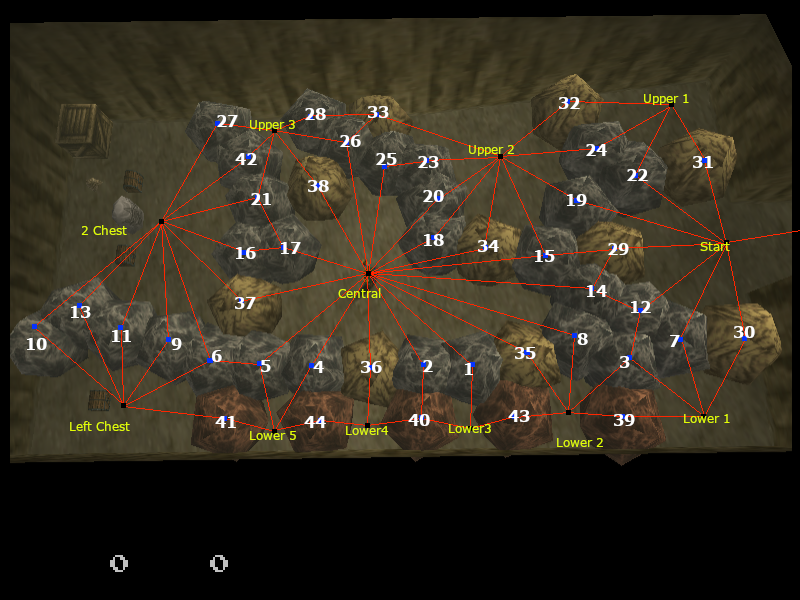 32 Upper 1
27 Upper 3 28 33
26 Upper 2 24
42 25 23 31
38 22
21 20 19
2 Chest 16 17 18 34 15 29 Start
Central 14
37 12
13
10 11 9 6 5 4 36 2 1 35 8 3 7 30
Left Chest 41 Lower 5 44 Lower4 40 Lower3 43 Lower 2 39 Lower 1
0 0